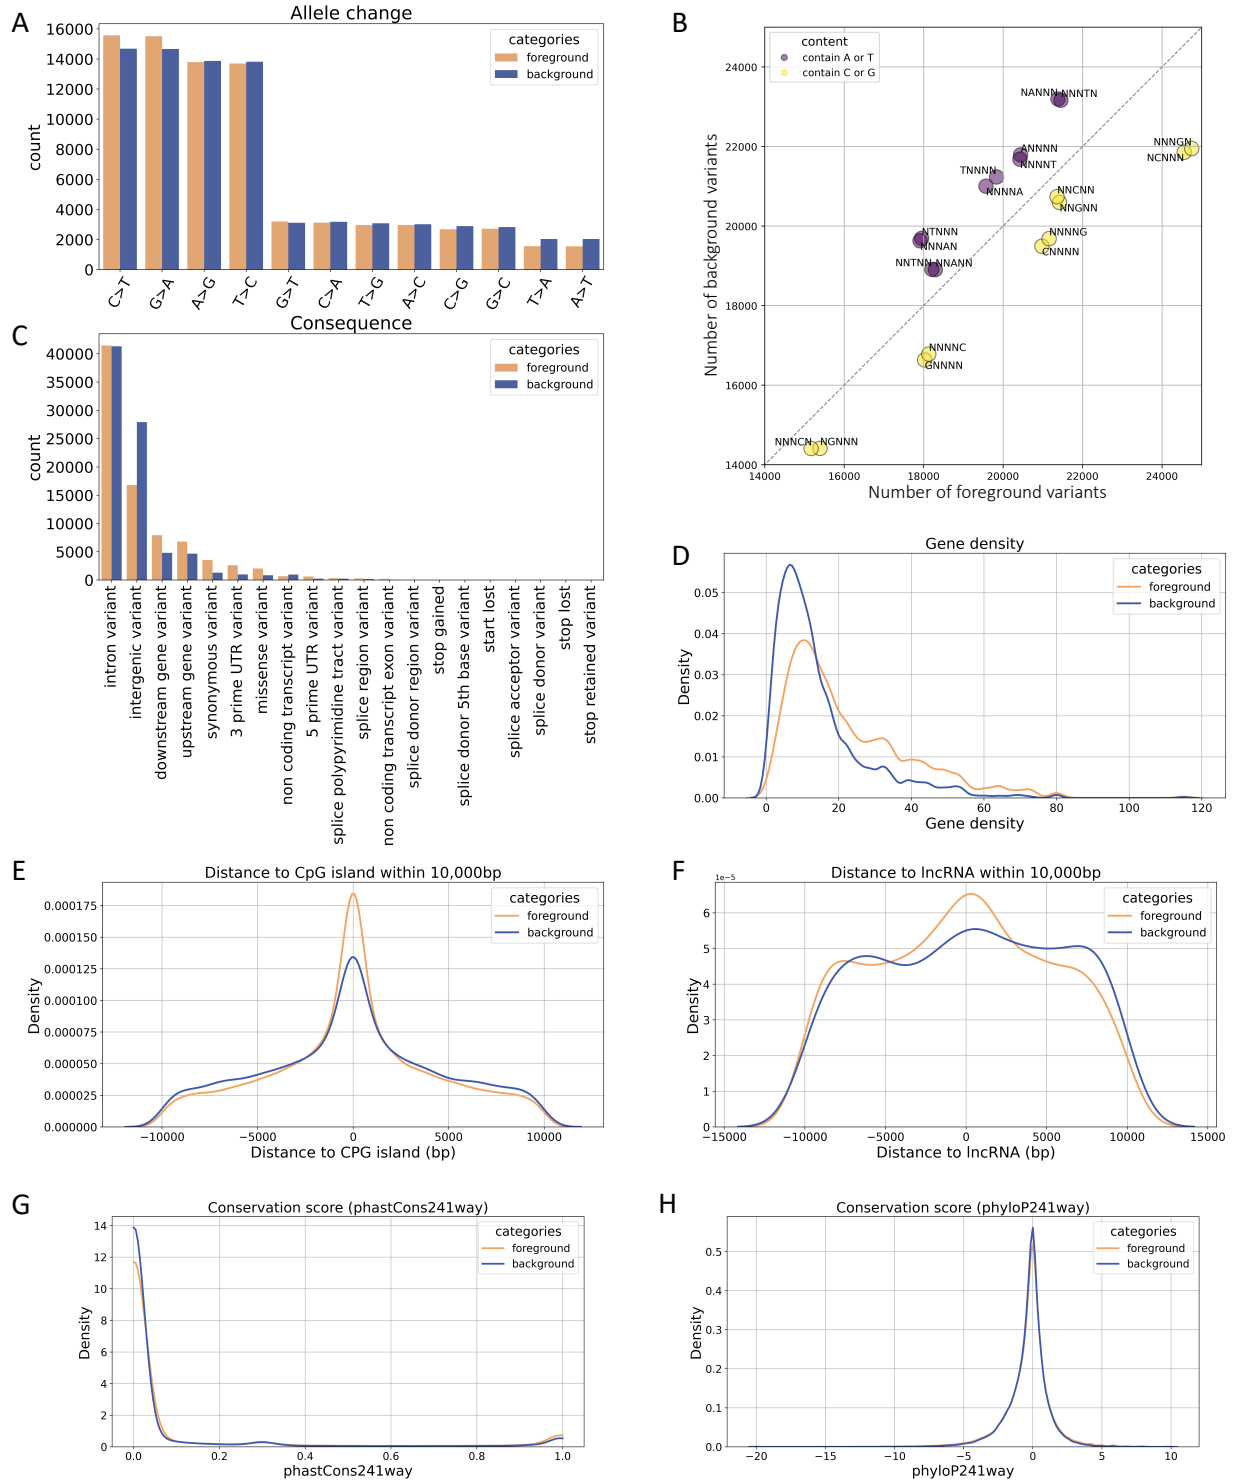 A
Allele change
16000
14000
12000
10000
8000
6000
4000
2000
0
count
categories
foreground
background
C>T
G>A
A>G
T>C
G>T
C>A
T>G
A>C
C>G
G>C
T>A
A>T
B
content
contain A or T
contain C or G
24000
22000
20000
18000
16000
14000
Number of background variants
NANNN
NNNTN
ANNNN
NNNNT
TNNNN
NNNNA
NTNNN
NNNAN
NNTNN
NNANN
NNNGN
NCNNN
NNCNN
NNGNN
NNNNG
CNNNN
NNNNC
GNNNN
NNNCN
NGNNN
14000
16000
18000
20000
22000
24000
Number of foreground variants
C
Consequence
40000
35000
30000
25000
20000
15000
10000
5000
0
count
categories
foreground
background
intron variant
intergenic variant
downstream gene variant
upstream gene variant
synonymous variant
3 prime UTR variant
missense variant
non coding transcript variant
5 prime UTR variant
splice polypyrimidine tract variant
splice region variant
non coding transcript exon variant
splice donor region variant
stop gained
splice donor 5th base variant
start lost
splice acceptor variant
splice donor variant
stop lost
stop retained variant
D
Gene density
0.05
0.04
0.03
0.02
0.01
0.00
Density
categories
foreground
background
0
20
40
60
80
100
120
Gene density
E
Distance to CpG island within 10,000bp
0.000175
0.000150
0.000125
0.000100
0.000075
0.000050
0.000025
0.000000
Density
categories
foreground
background
−10000
−5000
0
5000
10000
Distance to CPG island (bp)
F
Distance to lncRNA within 10,000bp
1e−5
6
5
4
3
2
1
0
Density
categories
foreground
background
−15000
−10000
−5000
0
5000
10000
15000
Distance to lncRNA (bp)
G
Conservation score (phastCons241way)
14
12
10
8
6
4
2
0
Density
categories
foreground
background
0.0
0.2
0.4
0.6
0.8
1.0
phastCons241way
H
Conservation score (phyloP241way)
0.5
0.4
0.3
0.2
0.1
0.0
Density
categories
foreground
background
−20
−15
−10
−5
0
5
10
phyloP241way